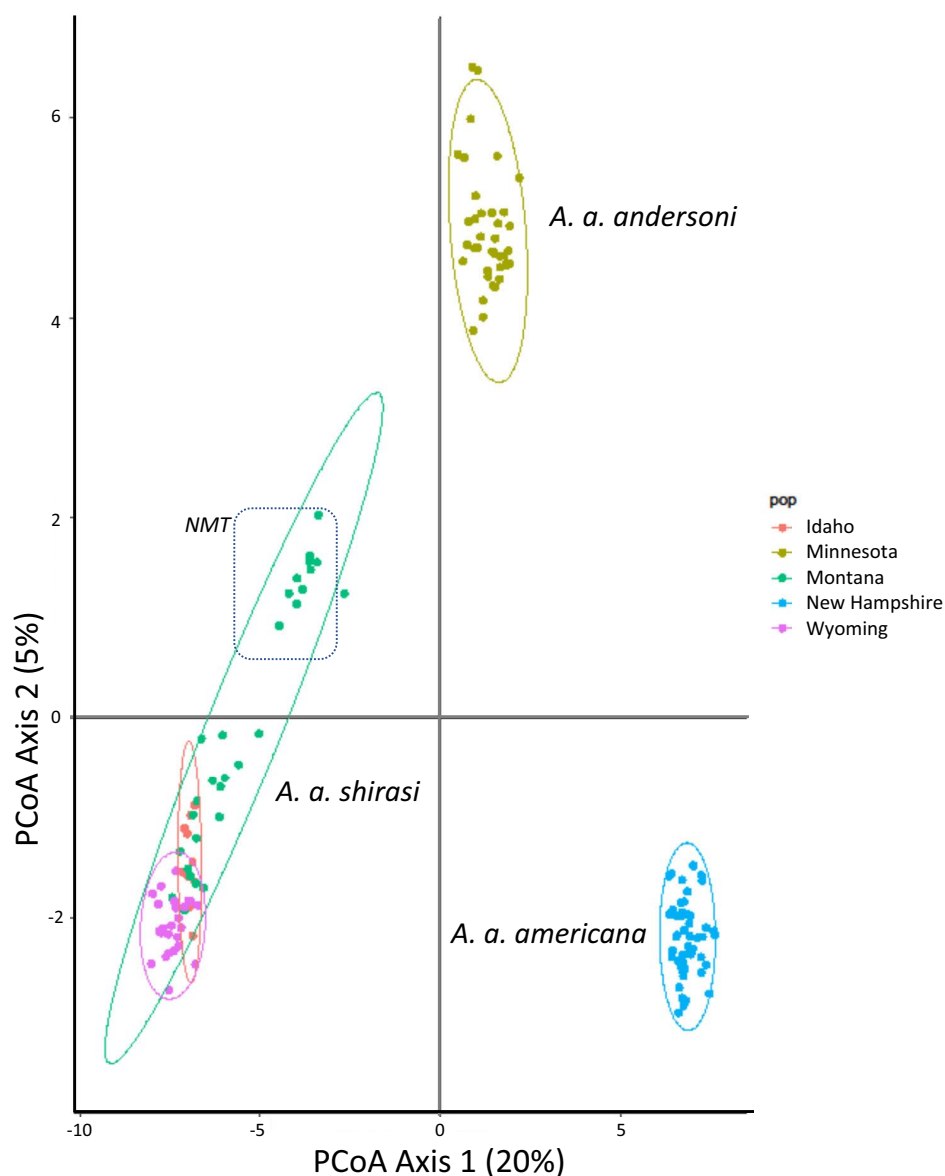 6
A. a. andersoni
4
2
NMT
pop
Idaho
Minnesota
Montana
New Hampshire
Wyoming
PCoA Axis 2 (5%)
0
A. a. shirasi
-2
A. a. americana
-10
-5
0
5
PCoA Axis 1 (20%)